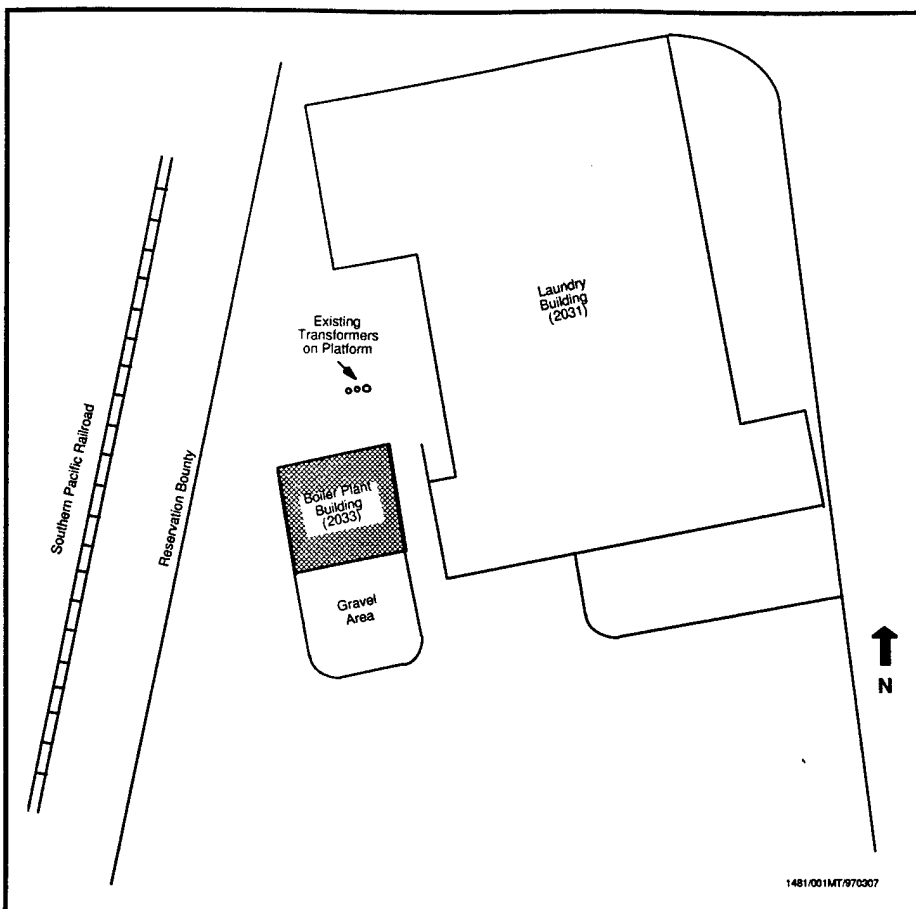 Laundry
Building
(2031)
Existing
Transformers
on Platform
Southern Pacific Railroad
Reservation Bounty
Boiler Plant
Building
(2033)
Gravel
Area
N
1481/001MT/970307